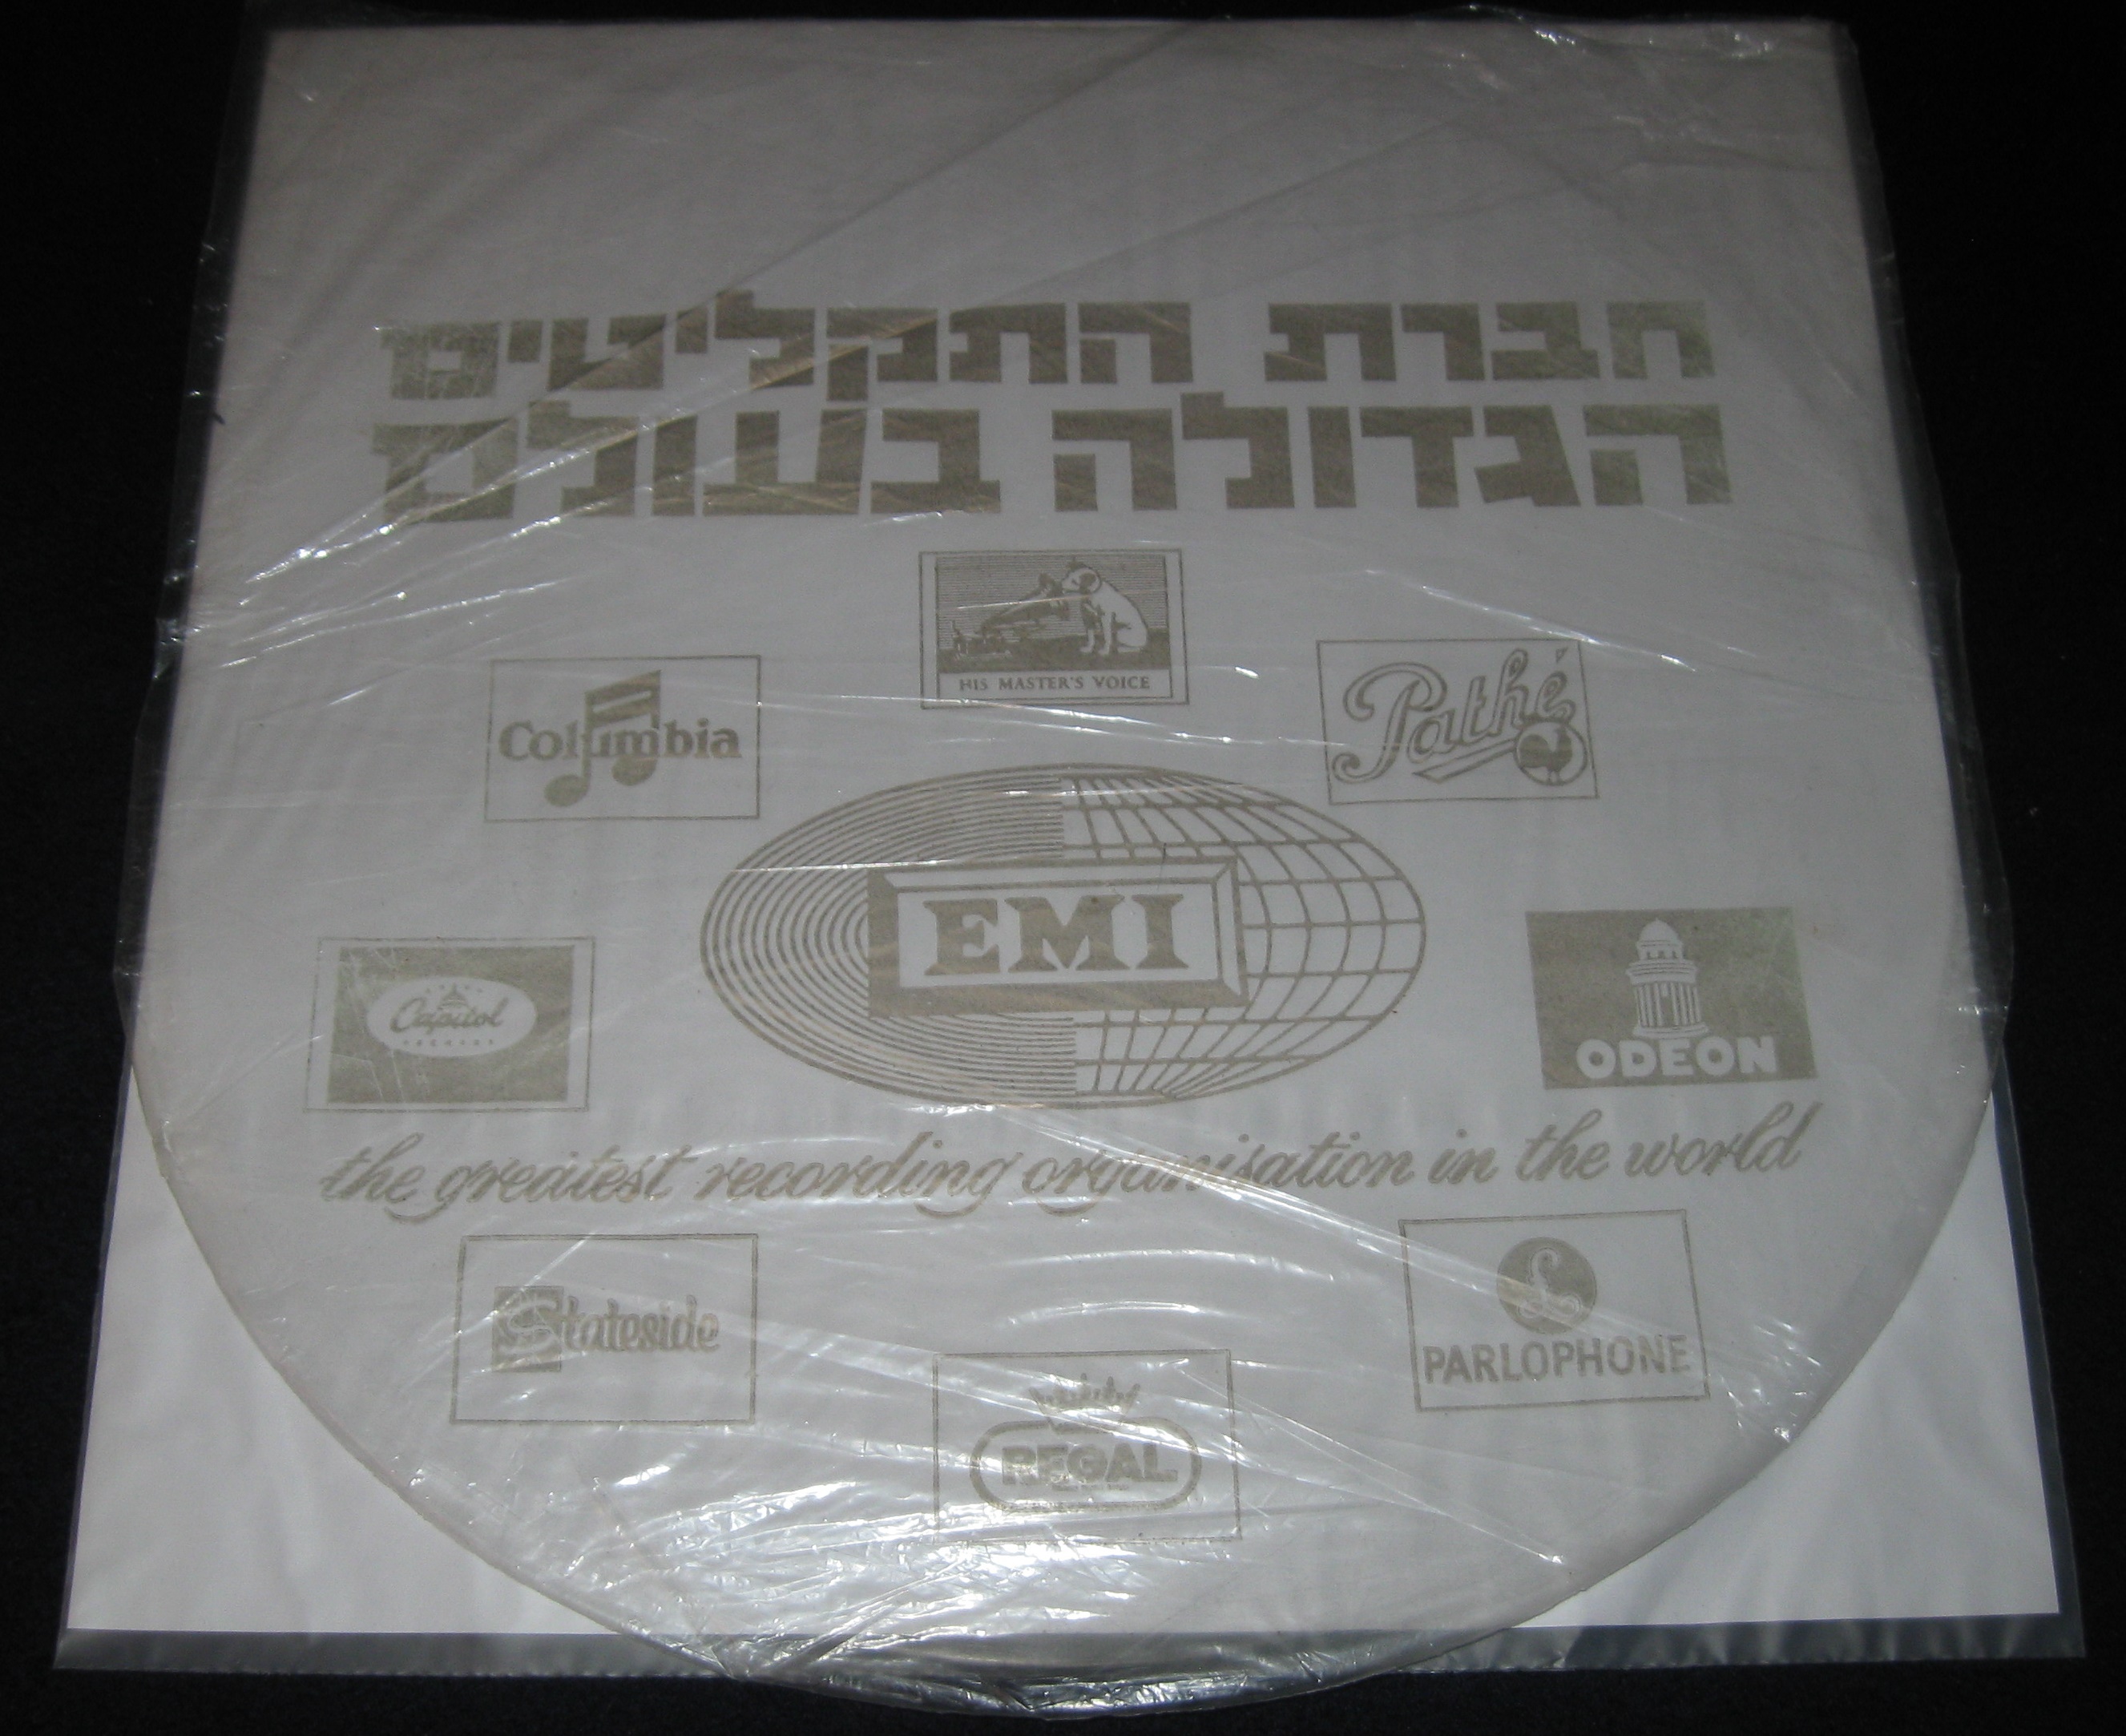 חברת התקליטים
הגדולה בעולם
HIS MASTER'S VOICE
Columbia
Pathé
EMI
Capitol
RECORDS
ODEON
the greatest recording organisation in the world
Stateside
PARLOPHONE
REGAL